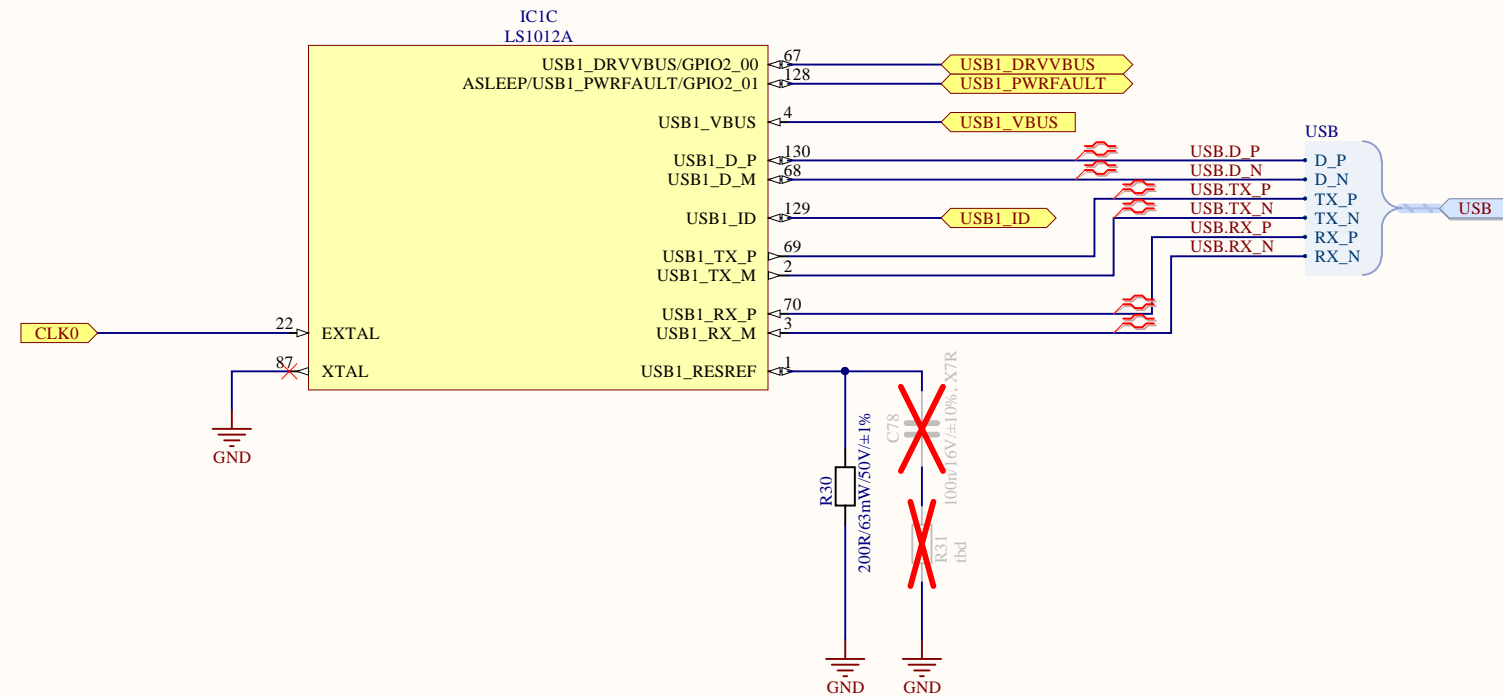 IC1C
LS1012A
USB1_DRVVBUS/GPIO2_00
67
USB1_DRVVBUS
ASLEEP/USB1_PWRFAULT/GPIO2_01
128
USB1_PWRFAULT
USB1_VBUS
4
USB1_VBUS
USB
USB1_D_P
130
USB.D_P
D_P
USB1_D_M
68
USB.D_N
D_N
USB.TX_P
TX_P
USB1_ID
129
USB1_ID
USB.TX_N
TX_N
USB
USB.RX_P
RX_P
USB1_TX_P
69
USB.RX_N
RX_N
USB1_TX_M
2
USB1_RX_P
70
CLK0
22
EXTAL
USB1_RX_M
3
87
XTAL
USB1_RESREF
1
GND
R30
200R/63mW/50V/±1%
C78
100n/16V/±10%, X7R
R31
tbd
GND
GND